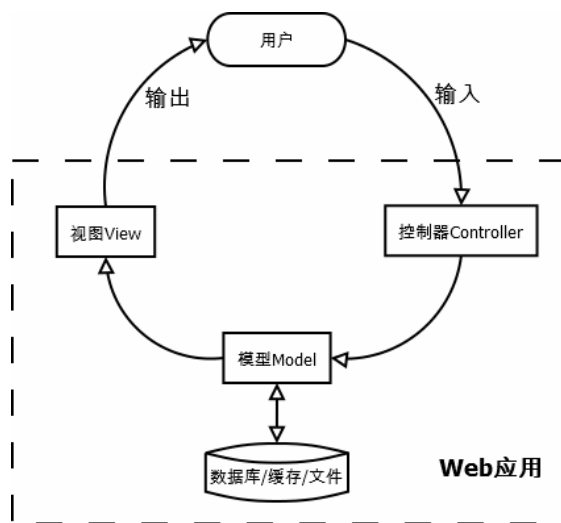 用户
输出
输入
视图View
控制器Controller
模型Model
数据库/缓存/文件
Web应用